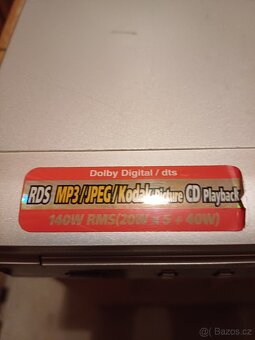 Dolby Digital / dts
RDS MP3/JPEG/Kodak Picture CD Playback
140W RMS(20W x 5 + 40W)
© Bazos.cz